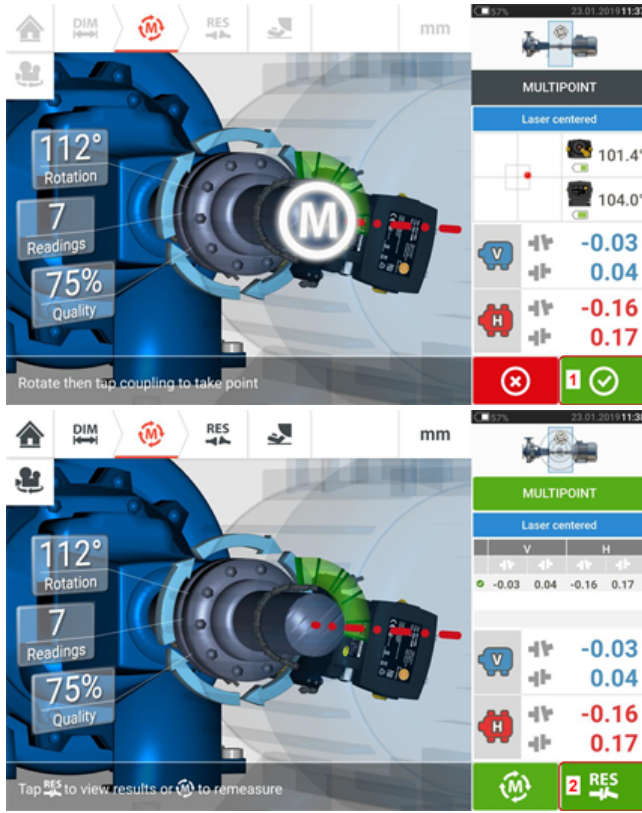 DIM
M
RES
mm
112°
Rotation
7
Readings
75%
Quality
M
Rotate then tap coupling to take point
57%
23.01.2019 11:37
MULTIPOINT
Laser centered
101.4°
104.0°
V
-0.03
0.04
H
-0.16
0.17
1
DIM
M
RES
mm
112°
Rotation
7
Readings
75%
Quality
Tap RES to view results or M to remeasure
57%
23.01.2019 11:38
MULTIPOINT
Laser centered
V H
-0.03 0.04 -0.16 0.17
V
-0.03
0.04
H
-0.16
0.17
M
2 RES